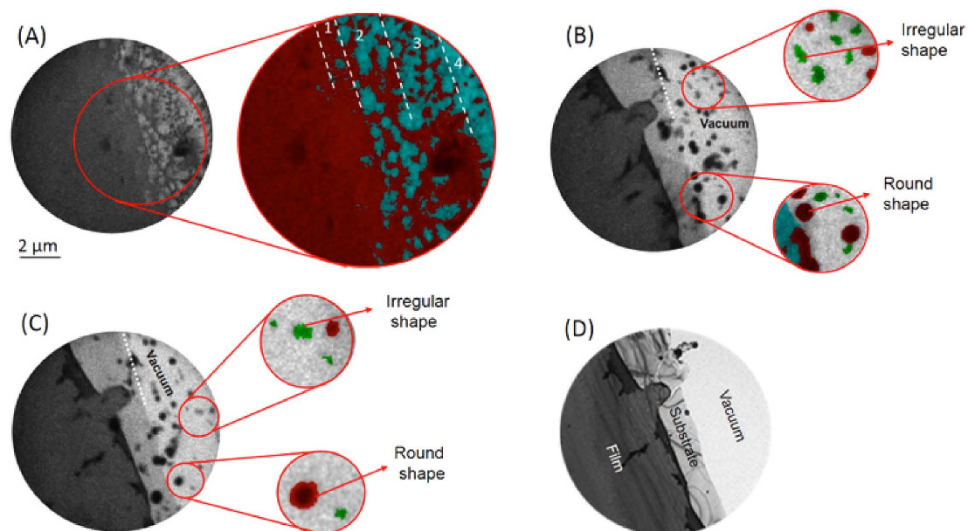 (A)
1
2
3
4
2 μm
(B)
Irregular
shape
Vacuum
Round
shape
(C)
Irregular
shape
Vacuum
Round
shape
(D)
Film
Substrate
Vacuum